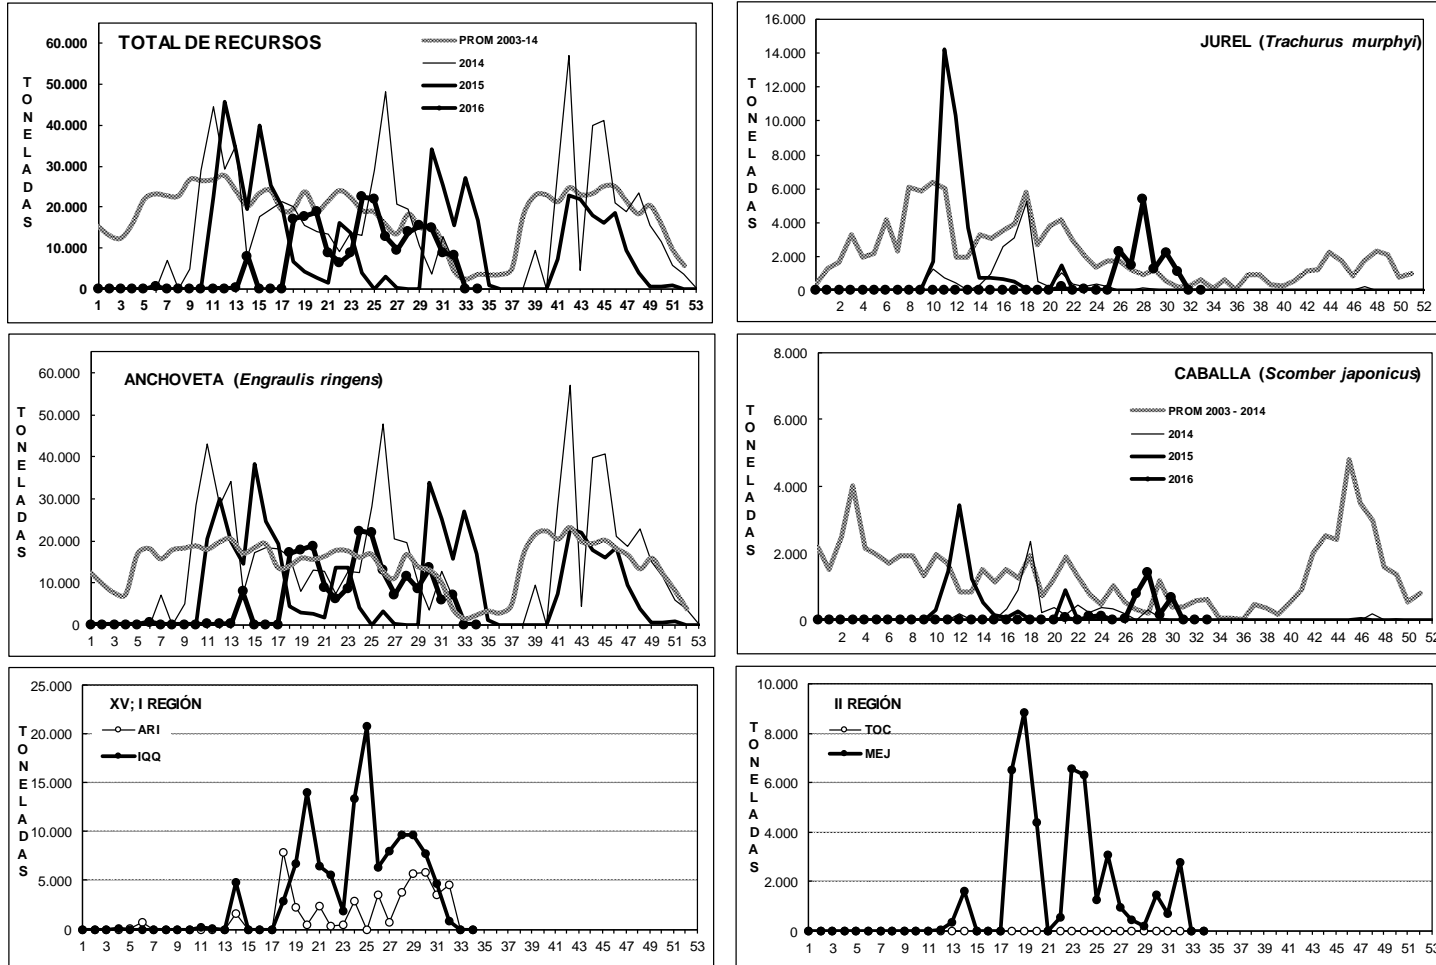 TOTAL DE RECURSOS
TONELADAS
PROM 2003-14
2014
2015
2016
60.000
50.000
40.000
30.000
20.000
10.000
0
1 3 5 7 9 11 13 15 17 19 21 23 25 27 29 31 33 35 37 39 41 43 45 47 49 51 53
JUREL (Trachurus murphyi)
TONELADAS
16.000
14.000
12.000
10.000
8.000
6.000
4.000
2.000
0
2 4 6 8 10 12 14 16 18 20 22 24 26 28 30 32 34 36 38 40 42 44 46 48 50 52
ANCHOVETA (Engraulis ringens)
TONELADAS
60.000
50.000
40.000
30.000
20.000
10.000
0
1 3 5 7 9 11 13 15 17 19 21 23 25 27 29 31 33 35 37 39 41 43 45 47 49 51 53
CABALLA (Scomber japonicus)
TONELADAS
PROM 2003 - 2014
2014
2015
2016
8.000
6.000
4.000
2.000
0
2 4 6 8 10 12 14 16 18 20 22 24 26 28 30 32 34 36 38 40 42 44 46 48 50 52
XV; I REGIÓN
TONELADAS
ARI
IQQ
25.000
20.000
15.000
10.000
5.000
0
1 3 5 7 9 11 13 15 17 19 21 23 25 27 29 31 33 35 37 39 41 43 45 47 49 51 53
II REGIÓN
TONELADAS
TOC
MEJ
10.000
8.000
6.000
4.000
2.000
0
1 3 5 7 9 11 13 15 17 19 21 23 25 27 29 31 33 35 37 39 41 43 45 47 49 51 53